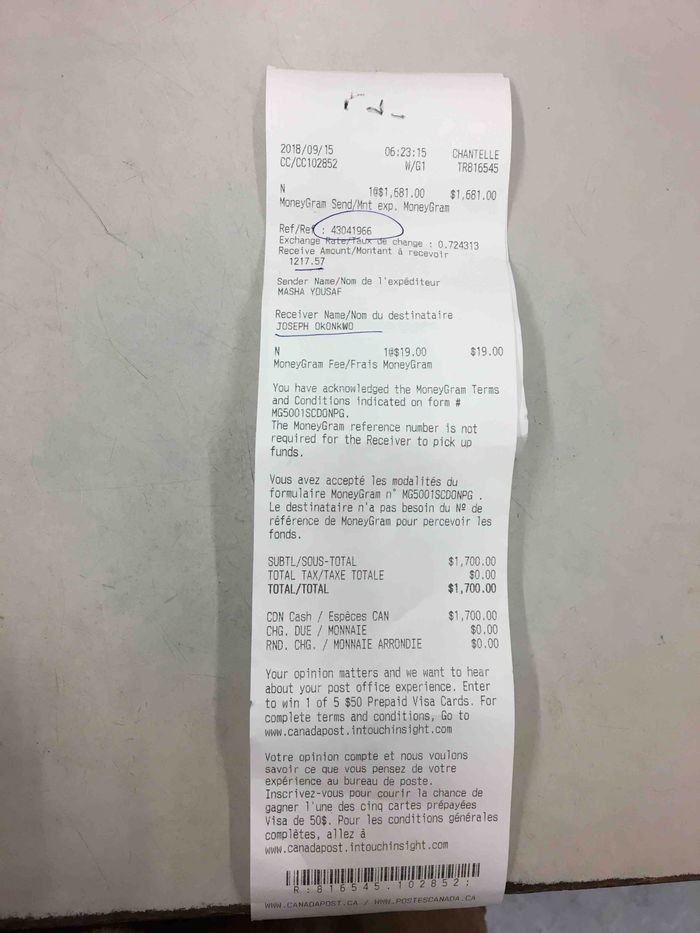 2018/09/15 06:23:15 CHANTELLE
CC/CC102852 W/G1 TR816545
N 1@$1,681.00 $1,681.00
MoneyGram Send/Mnt exp. MoneyGram
Ref/Ref : 43041966
Exchange Rate/Taux de change : 0.724313
Receive Amount/Montant à recevoir
1217.57
Sender Name/Nom de l'expéditeur
MASHA YOUSAF
Receiver Name/Nom du destinataire
JOSEPH OKONKWO
N 1@$19.00 $19.00
MoneyGram Fee/Frais MoneyGram
You have acknowledged the MoneyGram Terms
and Conditions indicated on form #
MG5001SCDONPG.
The MoneyGram reference number is not
required for the Receiver to pick up
funds.
Vous avez accepté les modalités du
formulaire MoneyGram n° MG5001SCDONPG .
Le destinataire n'a pas besoin du Nº de
référence de MoneyGram pour percevoir les
fonds.
SUBTL/SOUS-TOTAL $1,700.00
TOTAL TAX/TAXE TOTALE $0.00
TOTAL/TOTAL $1,700.00
CDN Cash / Espèces CAN $1,700.00
CHG. DUE / MONNAIE $0.00
RND. CHG. / MONNAIE ARRONDIE $0.00
Your opinion matters and we want to hear
about your post office experience. Enter
to win 1 of 5 $50 Prepaid Visa Cards. For
complete terms and conditions, Go to
www.canadapost.intouchinsight.com
Votre opinion compte et nous voulons
savoir ce que vous pensez de votre
expérience au bureau de poste.
Inscrivez-vous pour courir la chance de
gagner l'une des cinq cartes prépayées
Visa de 50$. Pour les conditions générales
complètes, allez à
www.canadapost.intouchinsight.com
R:816545.102852:
WWW.CANADAPOST.CA / WWW.POSTESCANADA.CA